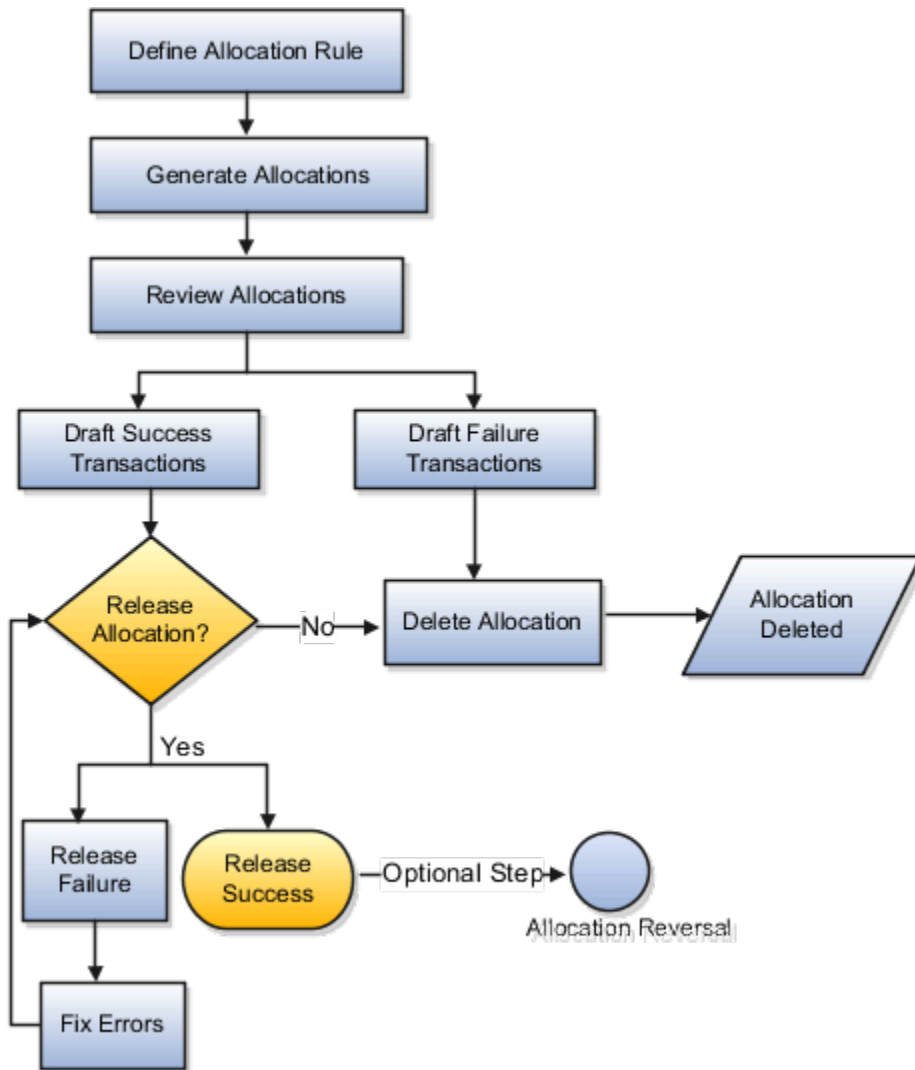 Define Allocation Rule
Generate Allocations
Review Allocations
Draft Success
Transactions
Draft Failure
Transactions
Release
Allocation?
No
Delete Allocation
Allocation
Deleted
Yes
Release
Failure
Release
Success
Optional Step
Allocation Reversal
Fix Errors